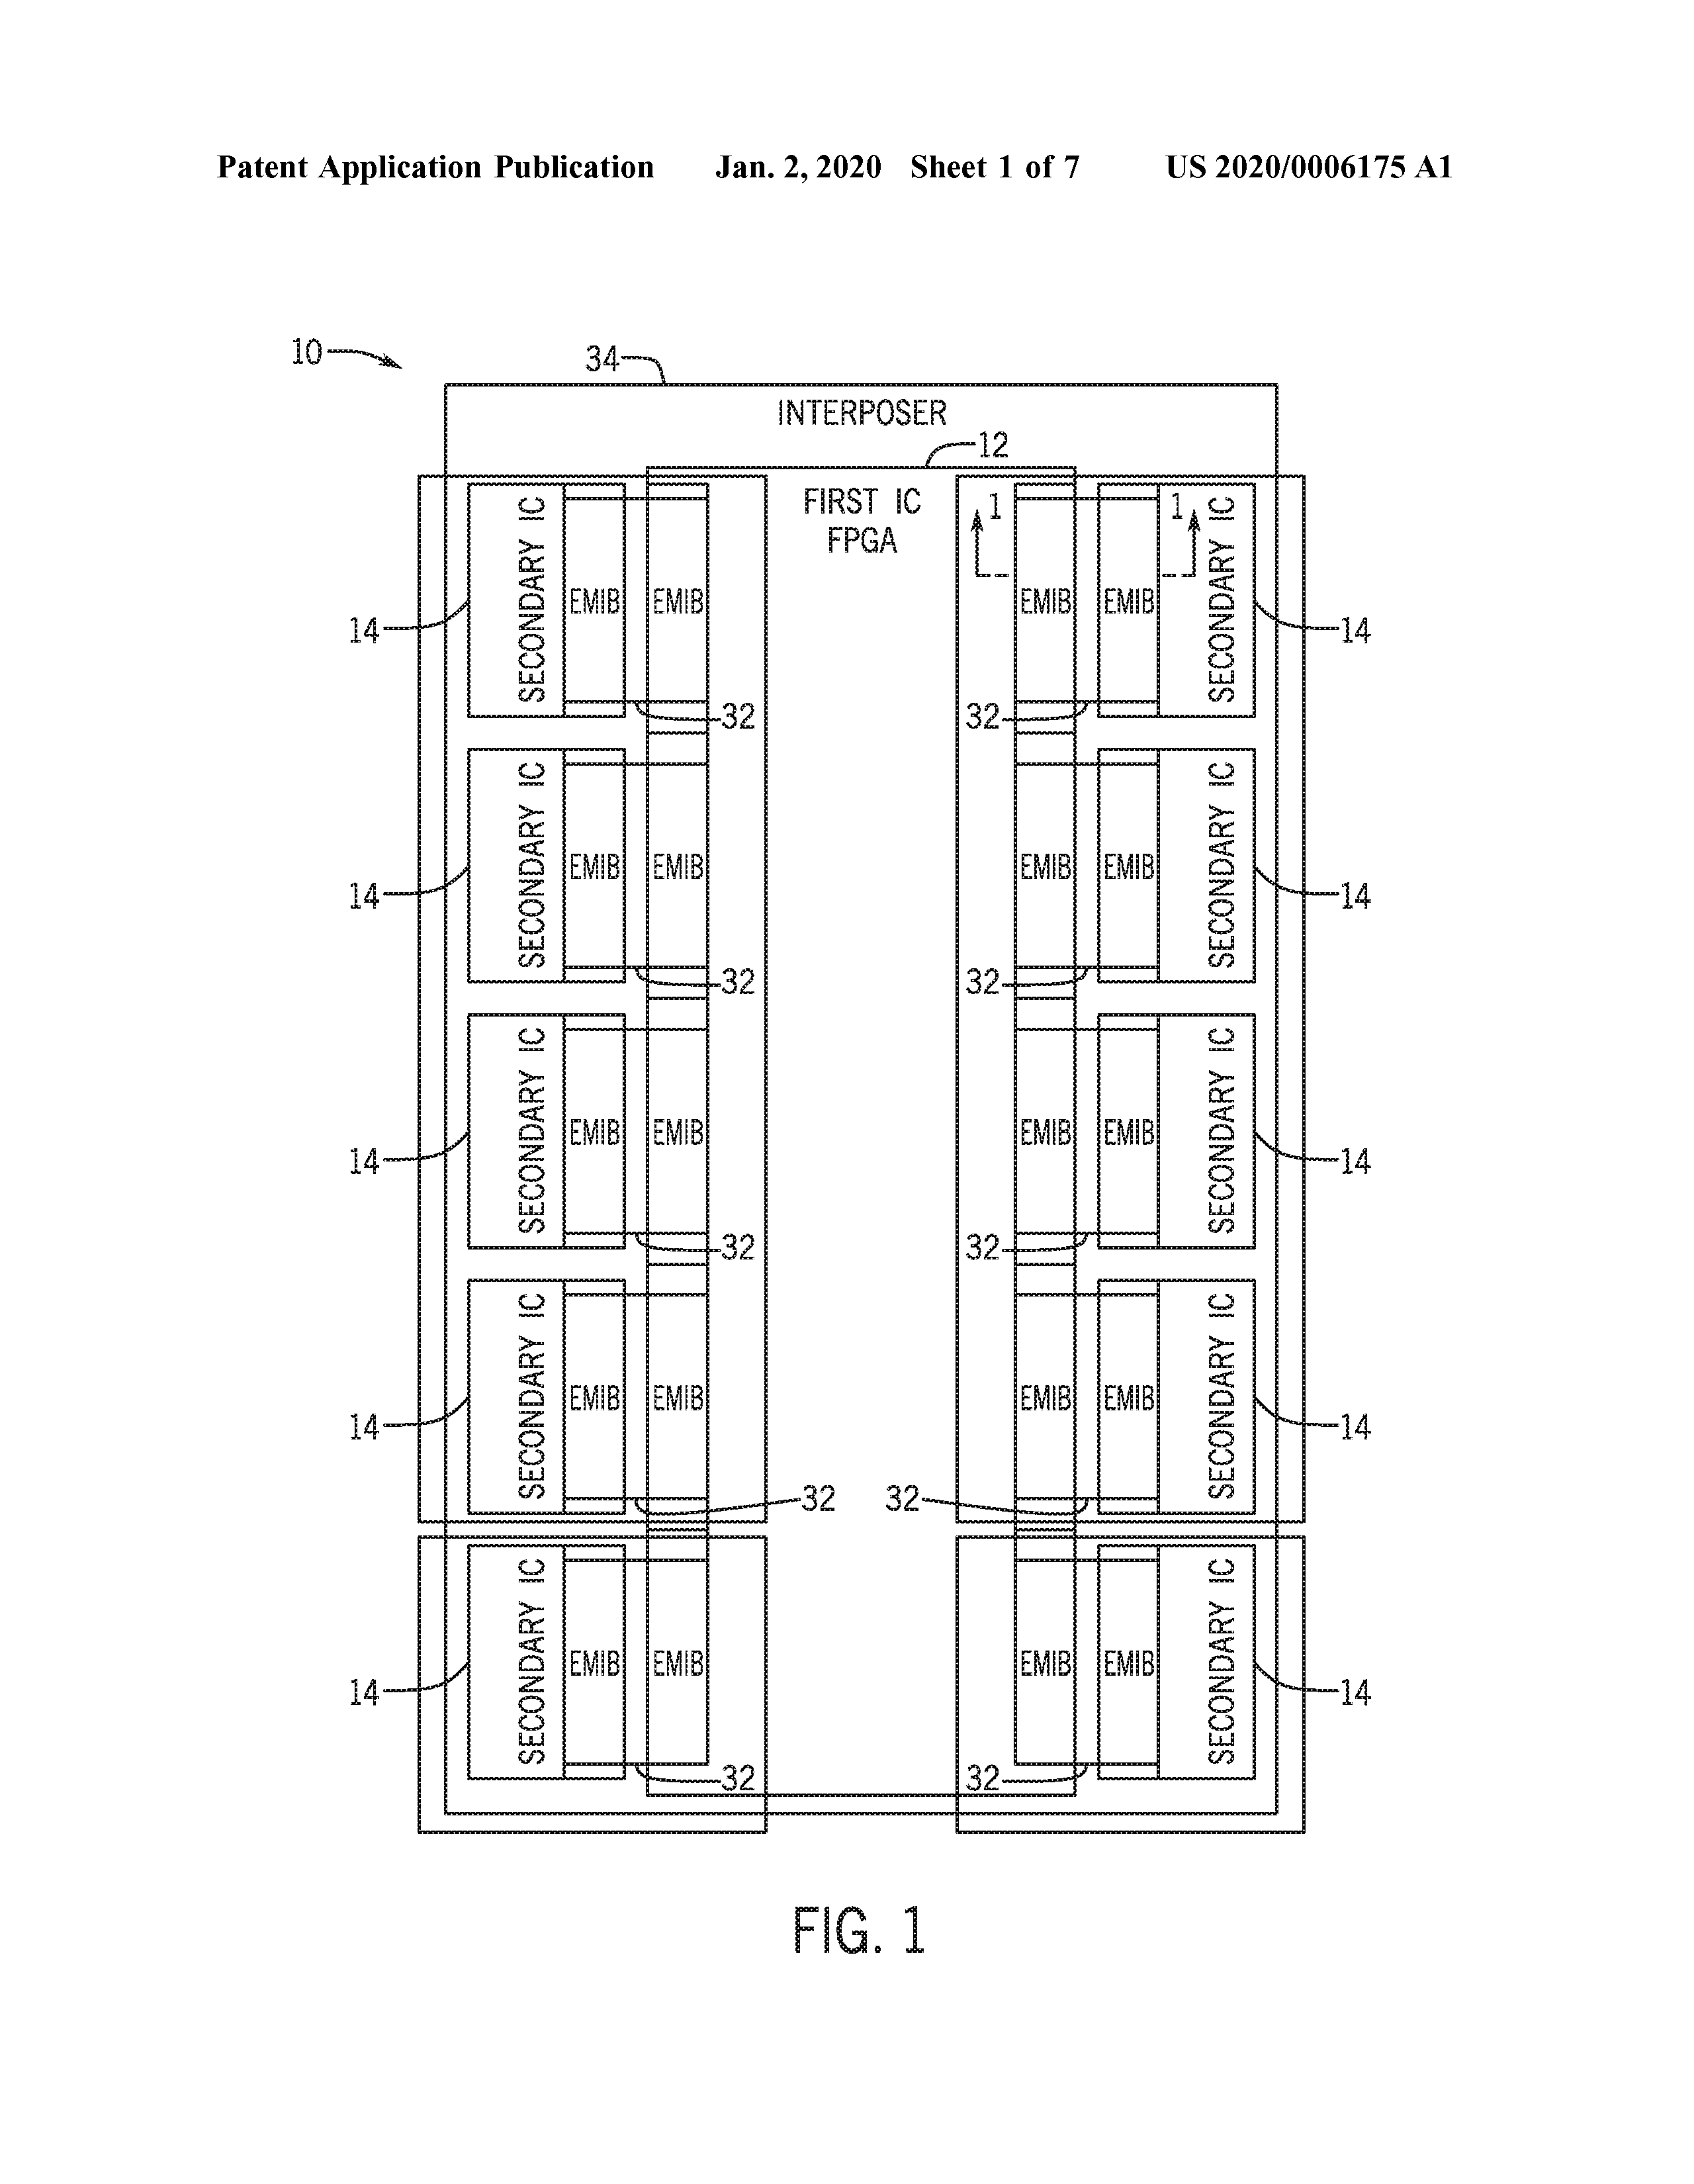 Patent Application Publication Jan. 2, 2020 Sheet 1 of 7 US 2020/0006175 A1
10
34
INTERPOSER
12
FIRST IC
FPGA
1 1
SECONDARY IC EMIB EMIB EMIB EMIB SECONDARY IC
14 14
32 32
SECONDARY IC EMIB EMIB EMIB EMIB SECONDARY IC
14 14
32 32
SECONDARY IC EMIB EMIB EMIB EMIB SECONDARY IC
14 14
32 32
SECONDARY IC EMIB EMIB EMIB EMIB SECONDARY IC
14 14
32 32
SECONDARY IC EMIB EMIB EMIB EMIB SECONDARY IC
14 14
32 32
FIG. 1